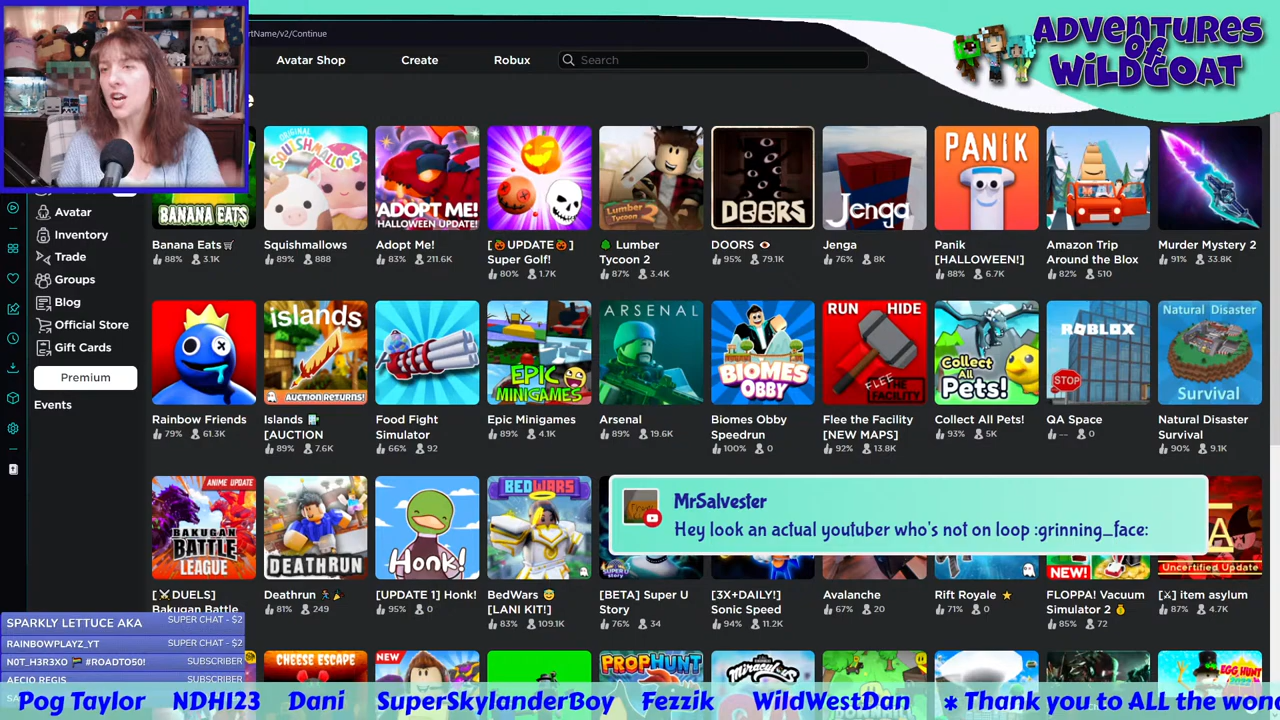 rtName/v2/Continue
Avatar Shop
Create
Robux
Search
ADVENTURES
OF
WILDGOAT
e
BANANA EATS
ORIGINAL
SQUISHMALLOWS
ADOPT ME!
HALLOWEEN UPDATE!
Lumber
Tycoon 2
DOORS
Jenga
PANIK
Banana Eats
88% 3.1K
Squishmallows
89% 888
Adopt Me!
83% 211.6K
[🎃UPDATE🎃]
Super Golf!
80% 1.7K
Lumber
Tycoon 2
87% 3.4K
DOORS
95% 79.1K
Jenga
76% 8K
Panik
[HALLOWEEN!]
88% 6.7K
Amazon Trip
Around the Blox
82% 510
Murder Mystery 2
91% 33.8K
Avatar
Inventory
Trade
Groups
Blog
Official Store
Gift Cards
Premium
Events
islands
AUCTION RETURNS!
EPIC
MINIGAMES
ARSENAL
BIOMES
OBBY
RUN HIDE
FLEE
THE
FACILITY
Collect
All
Pets!
ROBLOX
STOP
Natural Disaster
Survival
Rainbow Friends
79% 61.3K
Islands
[AUCTION
89% 7.6K
Food Fight
Simulator
66% 92
Epic Minigames
89% 4.1K
Arsenal
89% 19.6K
Biomes Obby
Speedrun
100% 0
Flee the Facility
[NEW MAPS]
92% 13.8K
Collect All Pets!
93% 5K
QA Space
-- 0
Natural Disaster
Survival
90% 9.1K
ANIME UPDATE
BAKUGAN
BATTLE
LEAGUE
DEATHRUN
Honk!
BEDWARS
SUPER U
story
NEW!
A
Uncertified Update
MrSalvester
Hey look an actual youtuber who's not on loop :grinning_face:
[⚔DUELS]
Bakugan Battle
Deathrun
81% 249
[UPDATE 1] Honk!
95% 0
BedWars
[LANI KIT!]
83% 109.1K
[BETA] Super U
Story
76% 34
[3X+DAILY!]
Sonic Speed
94% 11.2K
Avalanche
67% 20
Rift Royale
71% 0
FLOPPA! Vacuum
Simulator 2
85% 72
[⚔] item asylum
87% 4.7K
SPARKLY LETTUCE AKA SUPER CHAT - $2
RAINBOWPLAYZ_YT SUPER CHAT - $2
N0T_H3R3XO #ROADTO50! SUBSCRIBER
AECIO REGIS SUBSCRIBER
CHEESE ESCAPE
NEW
PROPHUNT
MIRACULOUS
EGG HUNT
Pog Taylor NDH123 Dani SuperSkylanderBoy Fezzik WildWestDan * Thank you to ALL the wond